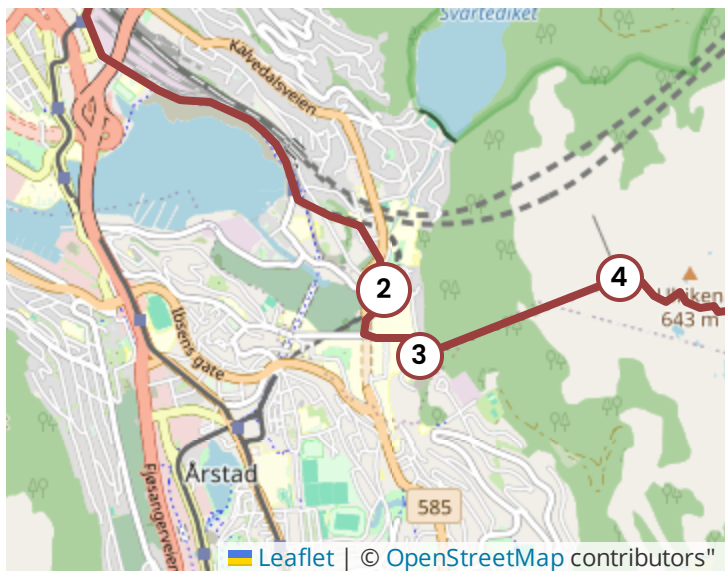 Svartediket
Kalvedalsveien
2
4
Ulriken
643 m
3
Ibsens gate
Årstad
585
Fjøsangerveien
Leaflet | © OpenStreetMap contributors"